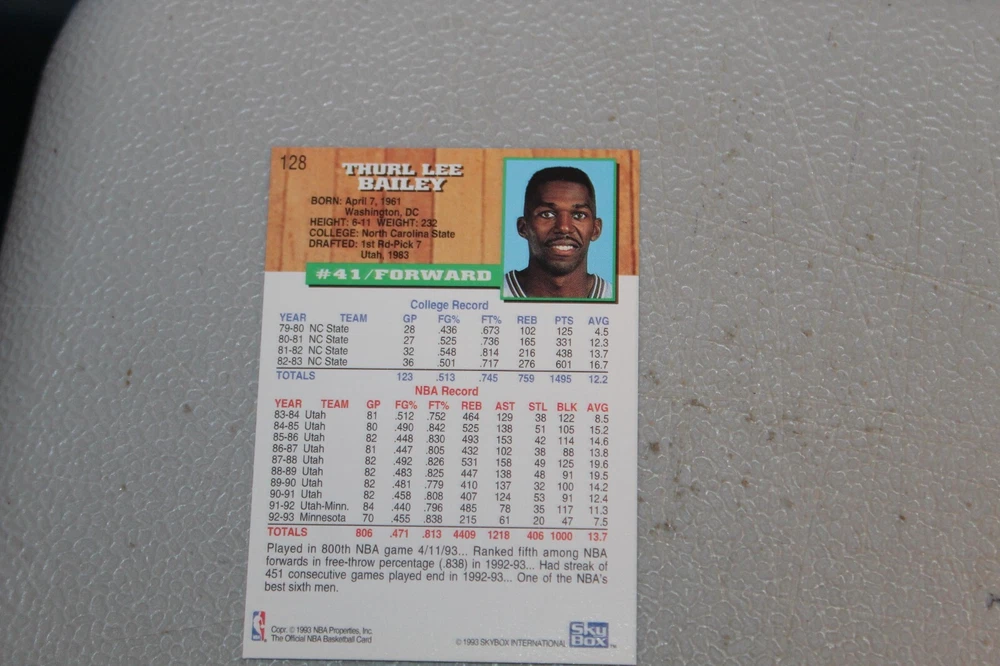 128
THURL LEE
BAILEY
BORN: April 7, 1961
Washington, DC
HEIGHT: 6-11 WEIGHT: 232
COLLEGE: North Carolina State
DRAFTED: 1st Rd-Pick 7
Utah, 1983
#41/FORWARD
College Record
YEAR TEAM GP FG% FT% REB PTS AVG
79-80 NC State 28 .436 .673 102 125 4.5
80-81 NC State 27 .525 .736 165 331 12.3
81-82 NC State 32 .548 .814 216 438 13.7
82-83 NC State 36 .501 .717 276 601 16.7
TOTALS 123 .513 .745 759 1495 12.2
NBA Record
YEAR TEAM GP FG% FT% REB AST STL BLK AVG
83-84 Utah 81 .512 .752 464 129 38 122 8.5
84-85 Utah 80 .490 .842 525 138 51 105 15.2
85-86 Utah 82 .448 .830 493 153 42 114 14.6
86-87 Utah 81 .447 .805 432 102 38 88 13.8
87-88 Utah 82 .492 .826 531 158 49 125 19.6
88-89 Utah 82 .483 .825 447 138 48 91 19.5
89-90 Utah 82 .481 .779 410 137 32 100 14.2
90-91 Utah 82 .458 .808 407 124 53 91 12.4
91-92 Utah-Minn. 84 .440 .796 485 78 35 117 11.3
92-93 Minnesota 70 .455 .838 215 61 20 47 7.5
TOTALS 806 .471 .813 4409 1218 406 1000 13.7
Played in 800th NBA game 4/11/93... Ranked fifth among NBA
forwards in free-throw percentage (.838) in 1992-93... Had streak of
451 consecutive games played end in 1992-93... One of the NBA's
best sixth men.
Copr. © 1993 NBA Properties, Inc.
The Official NBA Basketball Card
© 1993 SKYBOX INTERNATIONAL
SkyBox